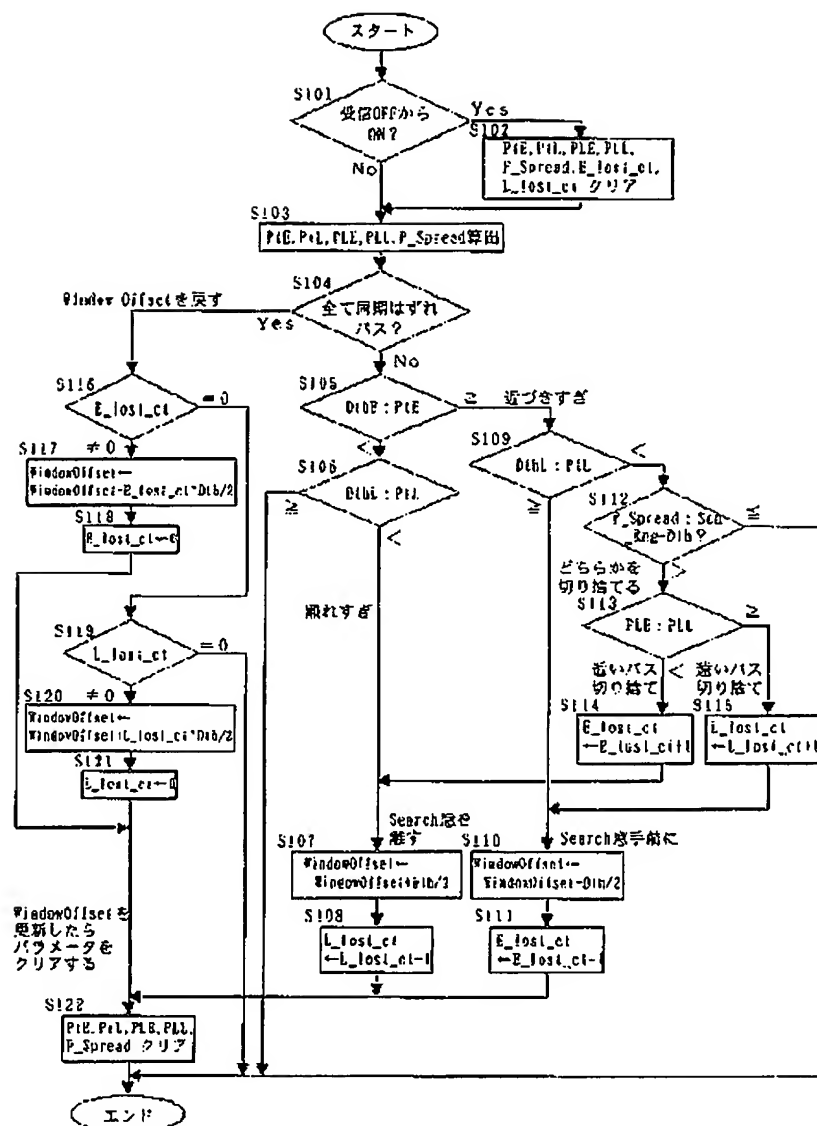 スタート
S101
受信OFFから
ON?
Yes
S102
PtE, PtL, PLE, PLL,
P_Spread, E_lost_ct,
L_lost_ct クリア
No
S103
PtE, PtL, PLE, PLL, P_Spread算出
S104
Window Offsetを戻す
全て同期はずれ
パス?
Yes
No
S116
E_lost_ct
=0
S105
DthE : PtE
≧
近づきすぎ
S117
≠0
WindowOffset←
WindowOffset-E_lost_ct*Dth/2
<
S106
DthL : PtL
≧
<
S109
DthL : PtL
<
≧
S112
P_Spread : Sch
_Rng-Dth?
≦
>
S118
E_lost_ct←0
どちらかを
切り捨てる
S113
PLE : PLL
≧
離れすぎ
S119
L_lost_ct
=0
近いパス
切り捨て
<
遠いパス
切り捨て
S120
≠0
WindowOffset←
WindowOffset+L_lost_ct*Dth/2
S114
E_lost_ct
←E_lost_ct+1
S115
L_lost_ct
←L_lost_ct+1
S121
L_lost_ct←0
Search窓を
離す
S107
WindowOffset←
WindowOffset+Dth/2
S110
Search窓手前に
WindowOffset←
WindowOffset-Dth/2
WindowOffsetを
更新したら
パラメータを
クリアする
S108
L_lost_ct
←L_lost_ct-1
S111
E_lost_ct
←E_lost_ct-1
S122
PtE, PtL, PLE, PLL,
P_Spread クリア
エンド